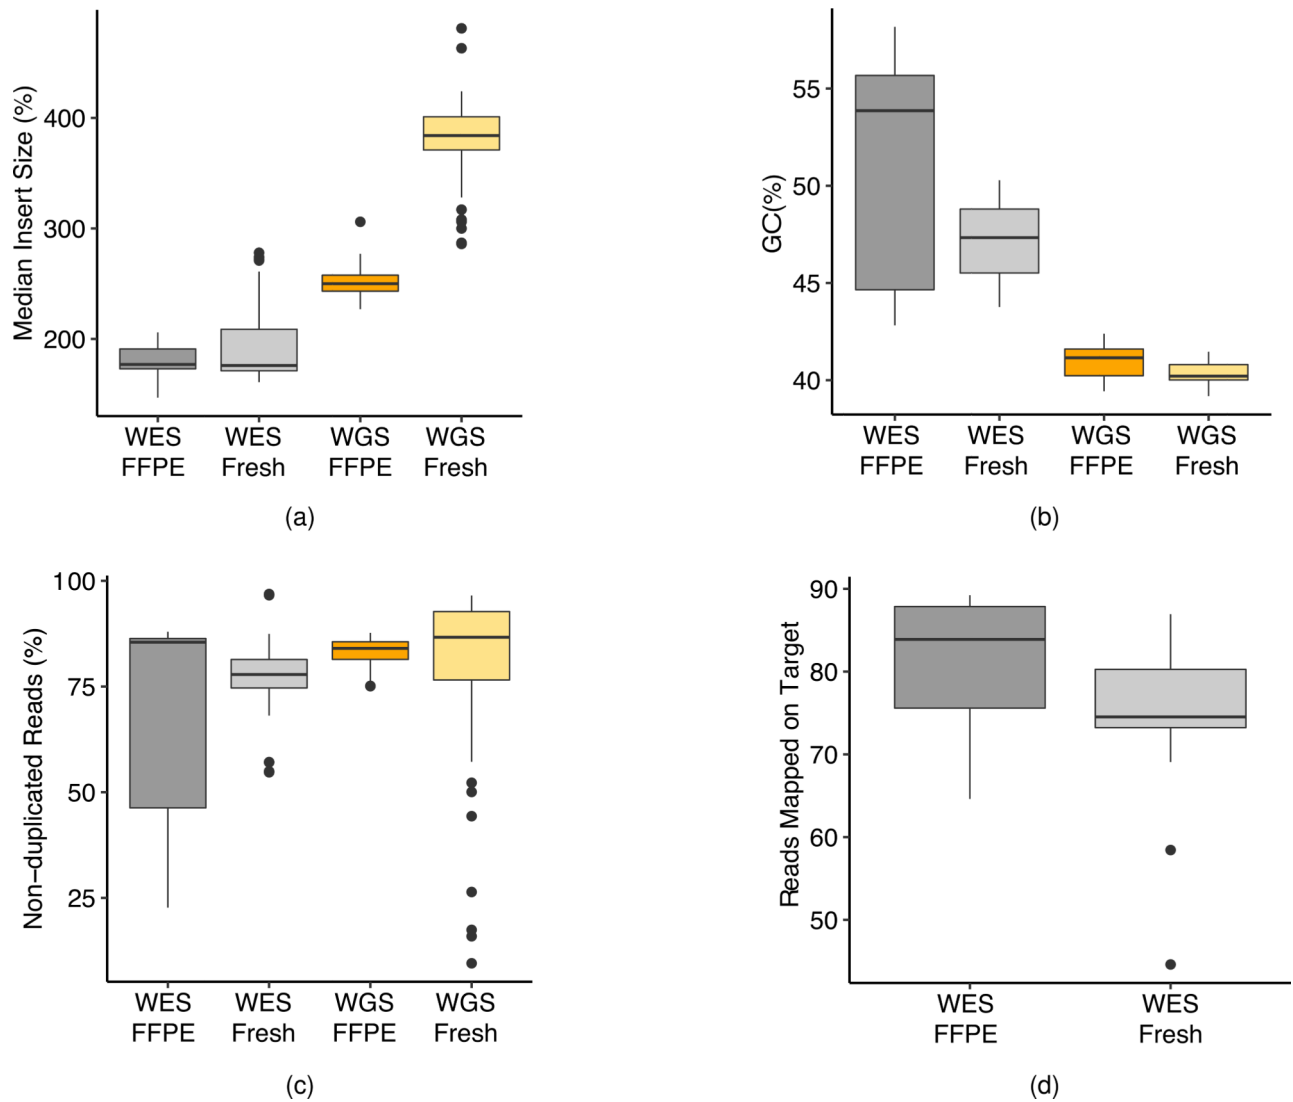 Median Insert Size (%)
400
300
200
WES
FFPE
WES
Fresh
WGS
FFPE
WGS
Fresh
(a)
GC(%)
55
50
45
40
WES
FFPE
WES
Fresh
WGS
FFPE
WGS
Fresh
(b)
Non−duplicated Reads (%)
100
75
50
25
WES
FFPE
WES
Fresh
WGS
FFPE
WGS
Fresh
(c)
Reads Mapped on Target
90
80
70
60
50
WES
FFPE
WES
Fresh
(d)